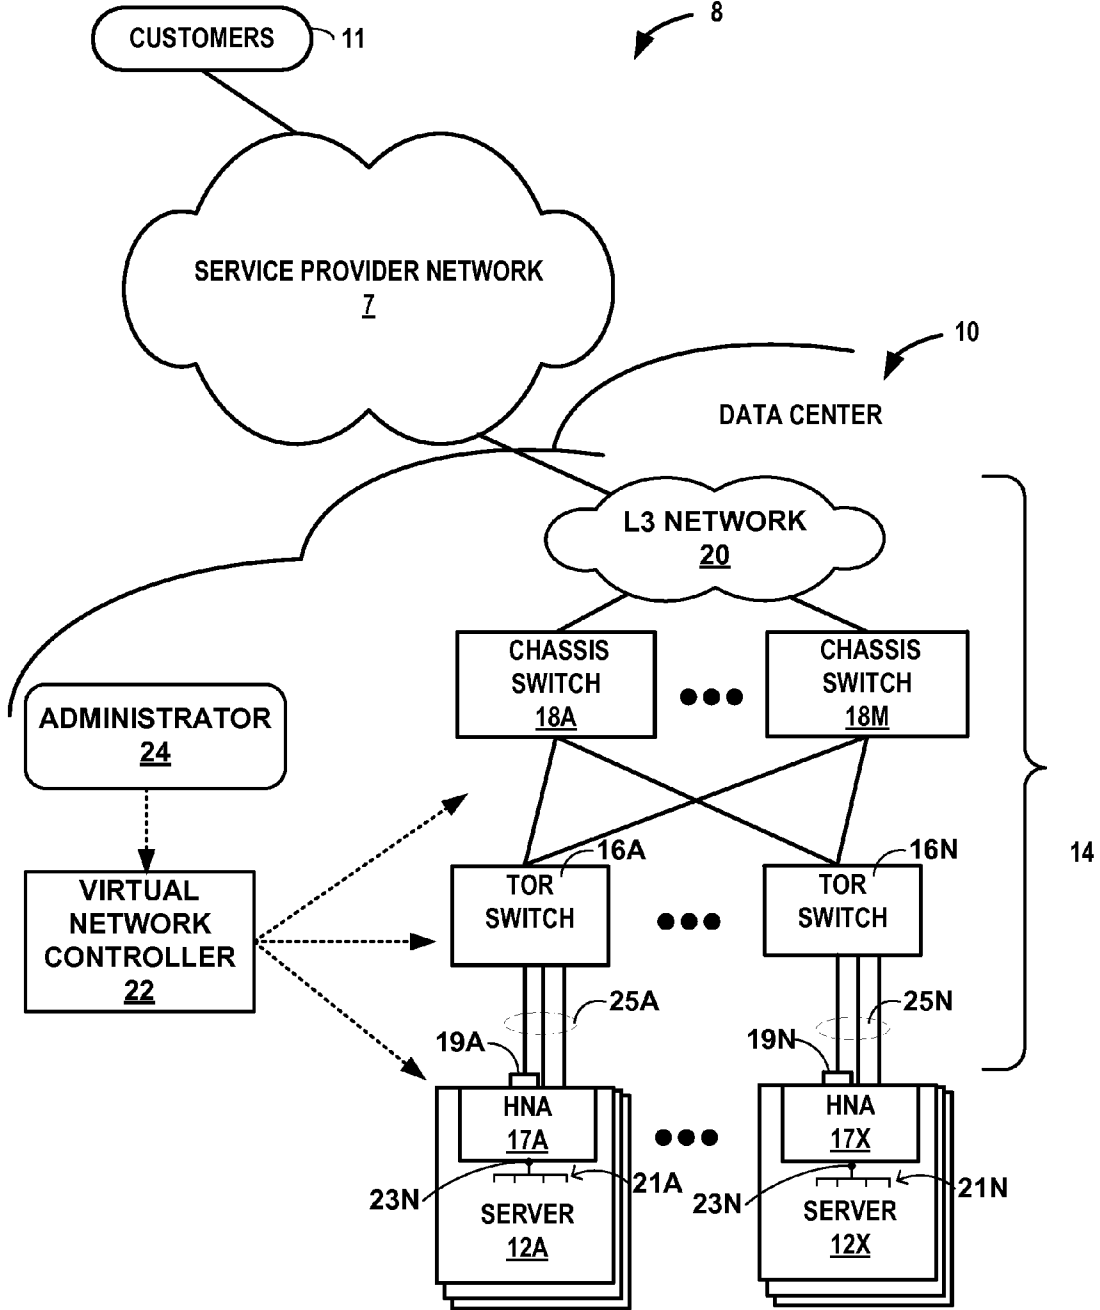 CUSTOMERS
11
8
SERVICE PROVIDER NETWORK
7
10
DATA CENTER
L3 NETWORK
20
CHASSIS
SWITCH
18A
CHASSIS
SWITCH
18M
ADMINISTRATOR
24
14
16A
TOR
SWITCH
16N
TOR
SWITCH
VIRTUAL
NETWORK
CONTROLLER
22
25A
25N
19A
19N
HNA
17A
HNA
17X
23N
21A
23N
21N
SERVER
12A
SERVER
12X